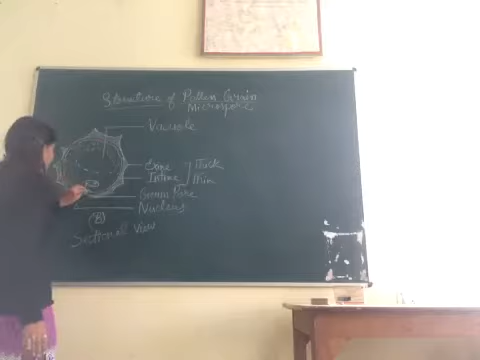 Structure of Pollen Grain
Microspore
Vacuole
Exine Thick
Intine Thin
Germ Pore
Nucleus
(B)
Sectional View